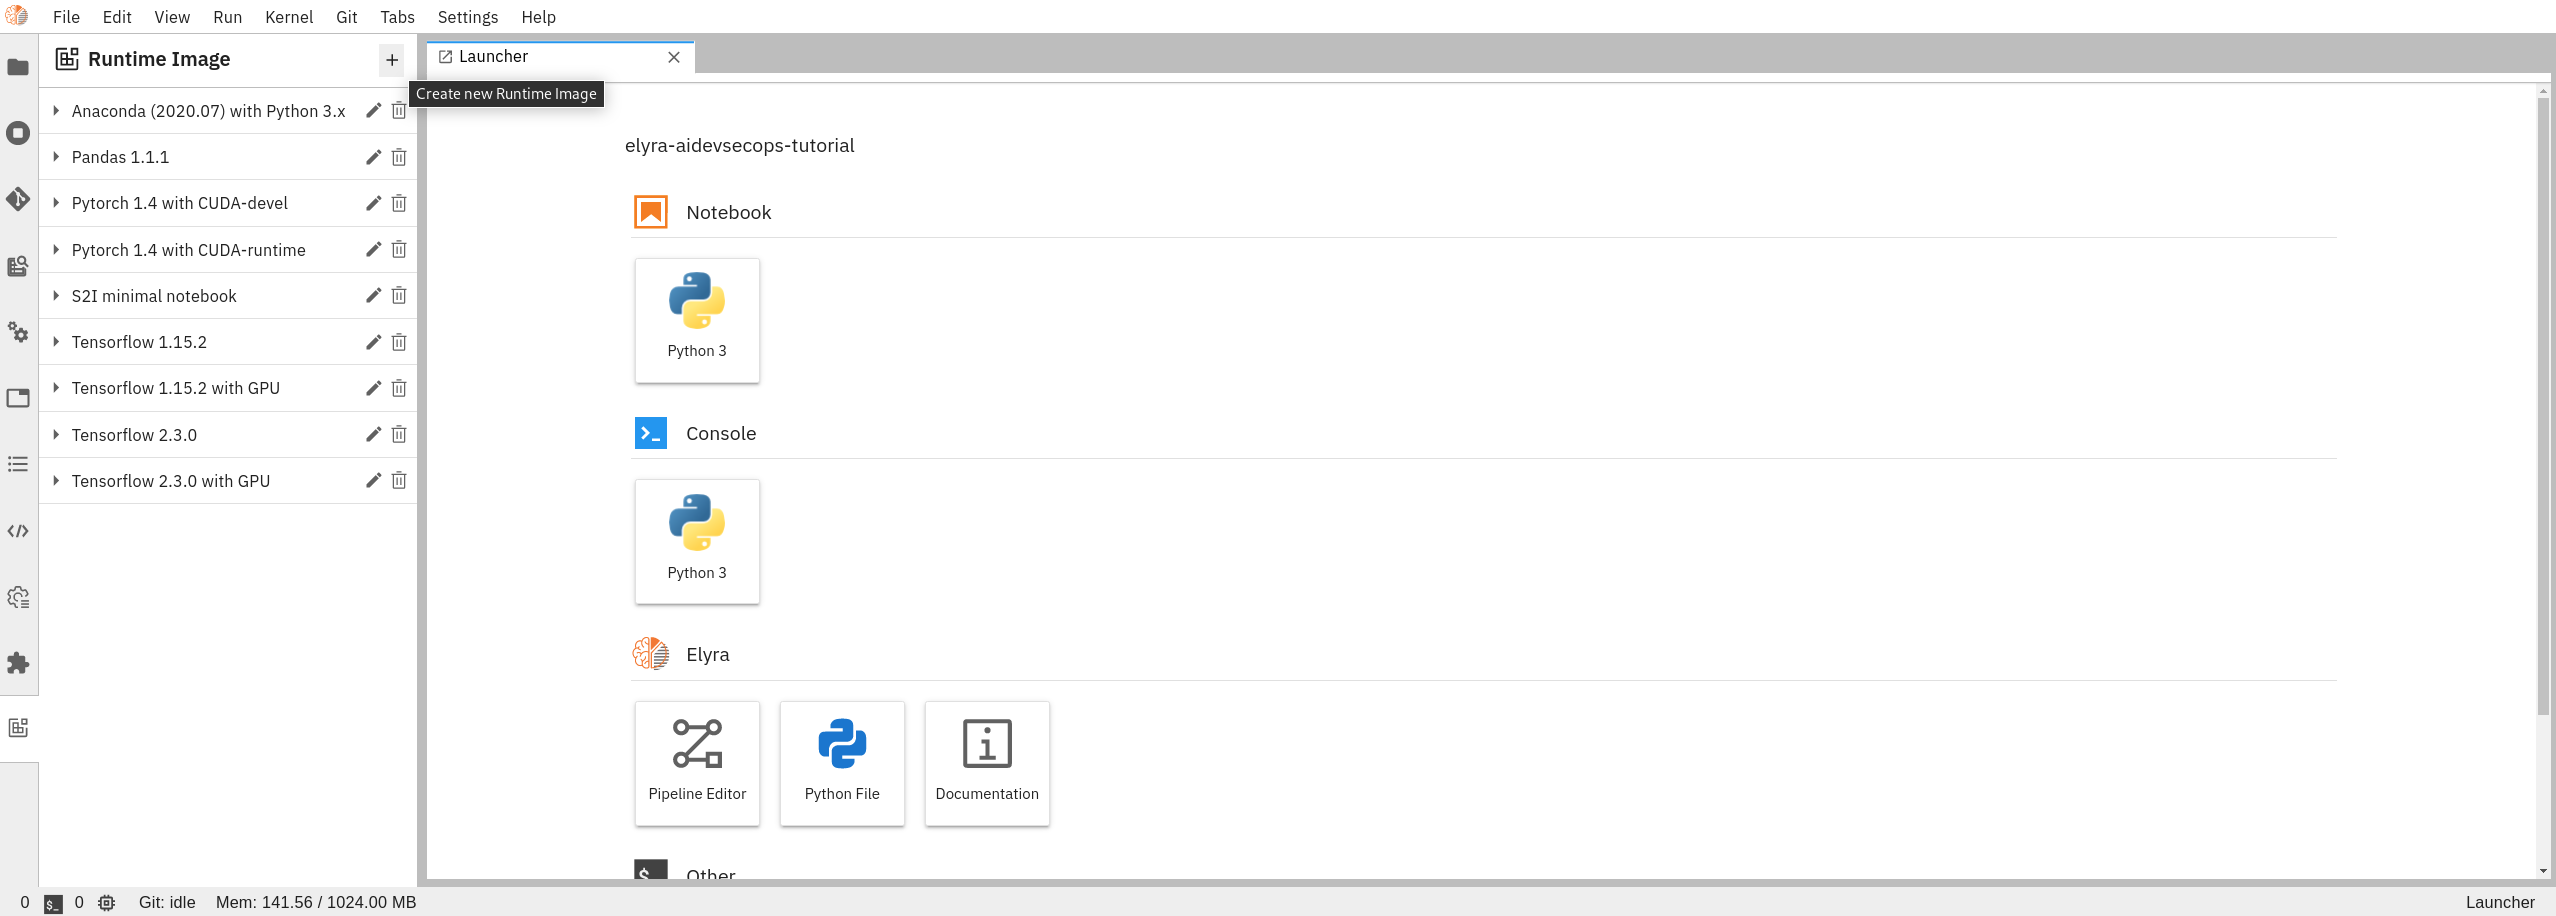 File Edit View Run Kernel Git Tabs Settings Help
Runtime Image
+
Launcher
Create new Runtime Image
Anaconda (2020.07) with Python 3.x
Pandas 1.1.1
Pytorch 1.4 with CUDA-devel
Pytorch 1.4 with CUDA-runtime
S2I minimal notebook
Tensorflow 1.15.2
Tensorflow 1.15.2 with GPU
Tensorflow 2.3.0
Tensorflow 2.3.0 with GPU
elyra-aidevsecops-tutorial
Notebook
Python 3
Console
Python 3
Elyra
Pipeline Editor Python File Documentation
Other
0 $_ 0 Git: idle Mem: 141.56 / 1024.00 MB Launcher